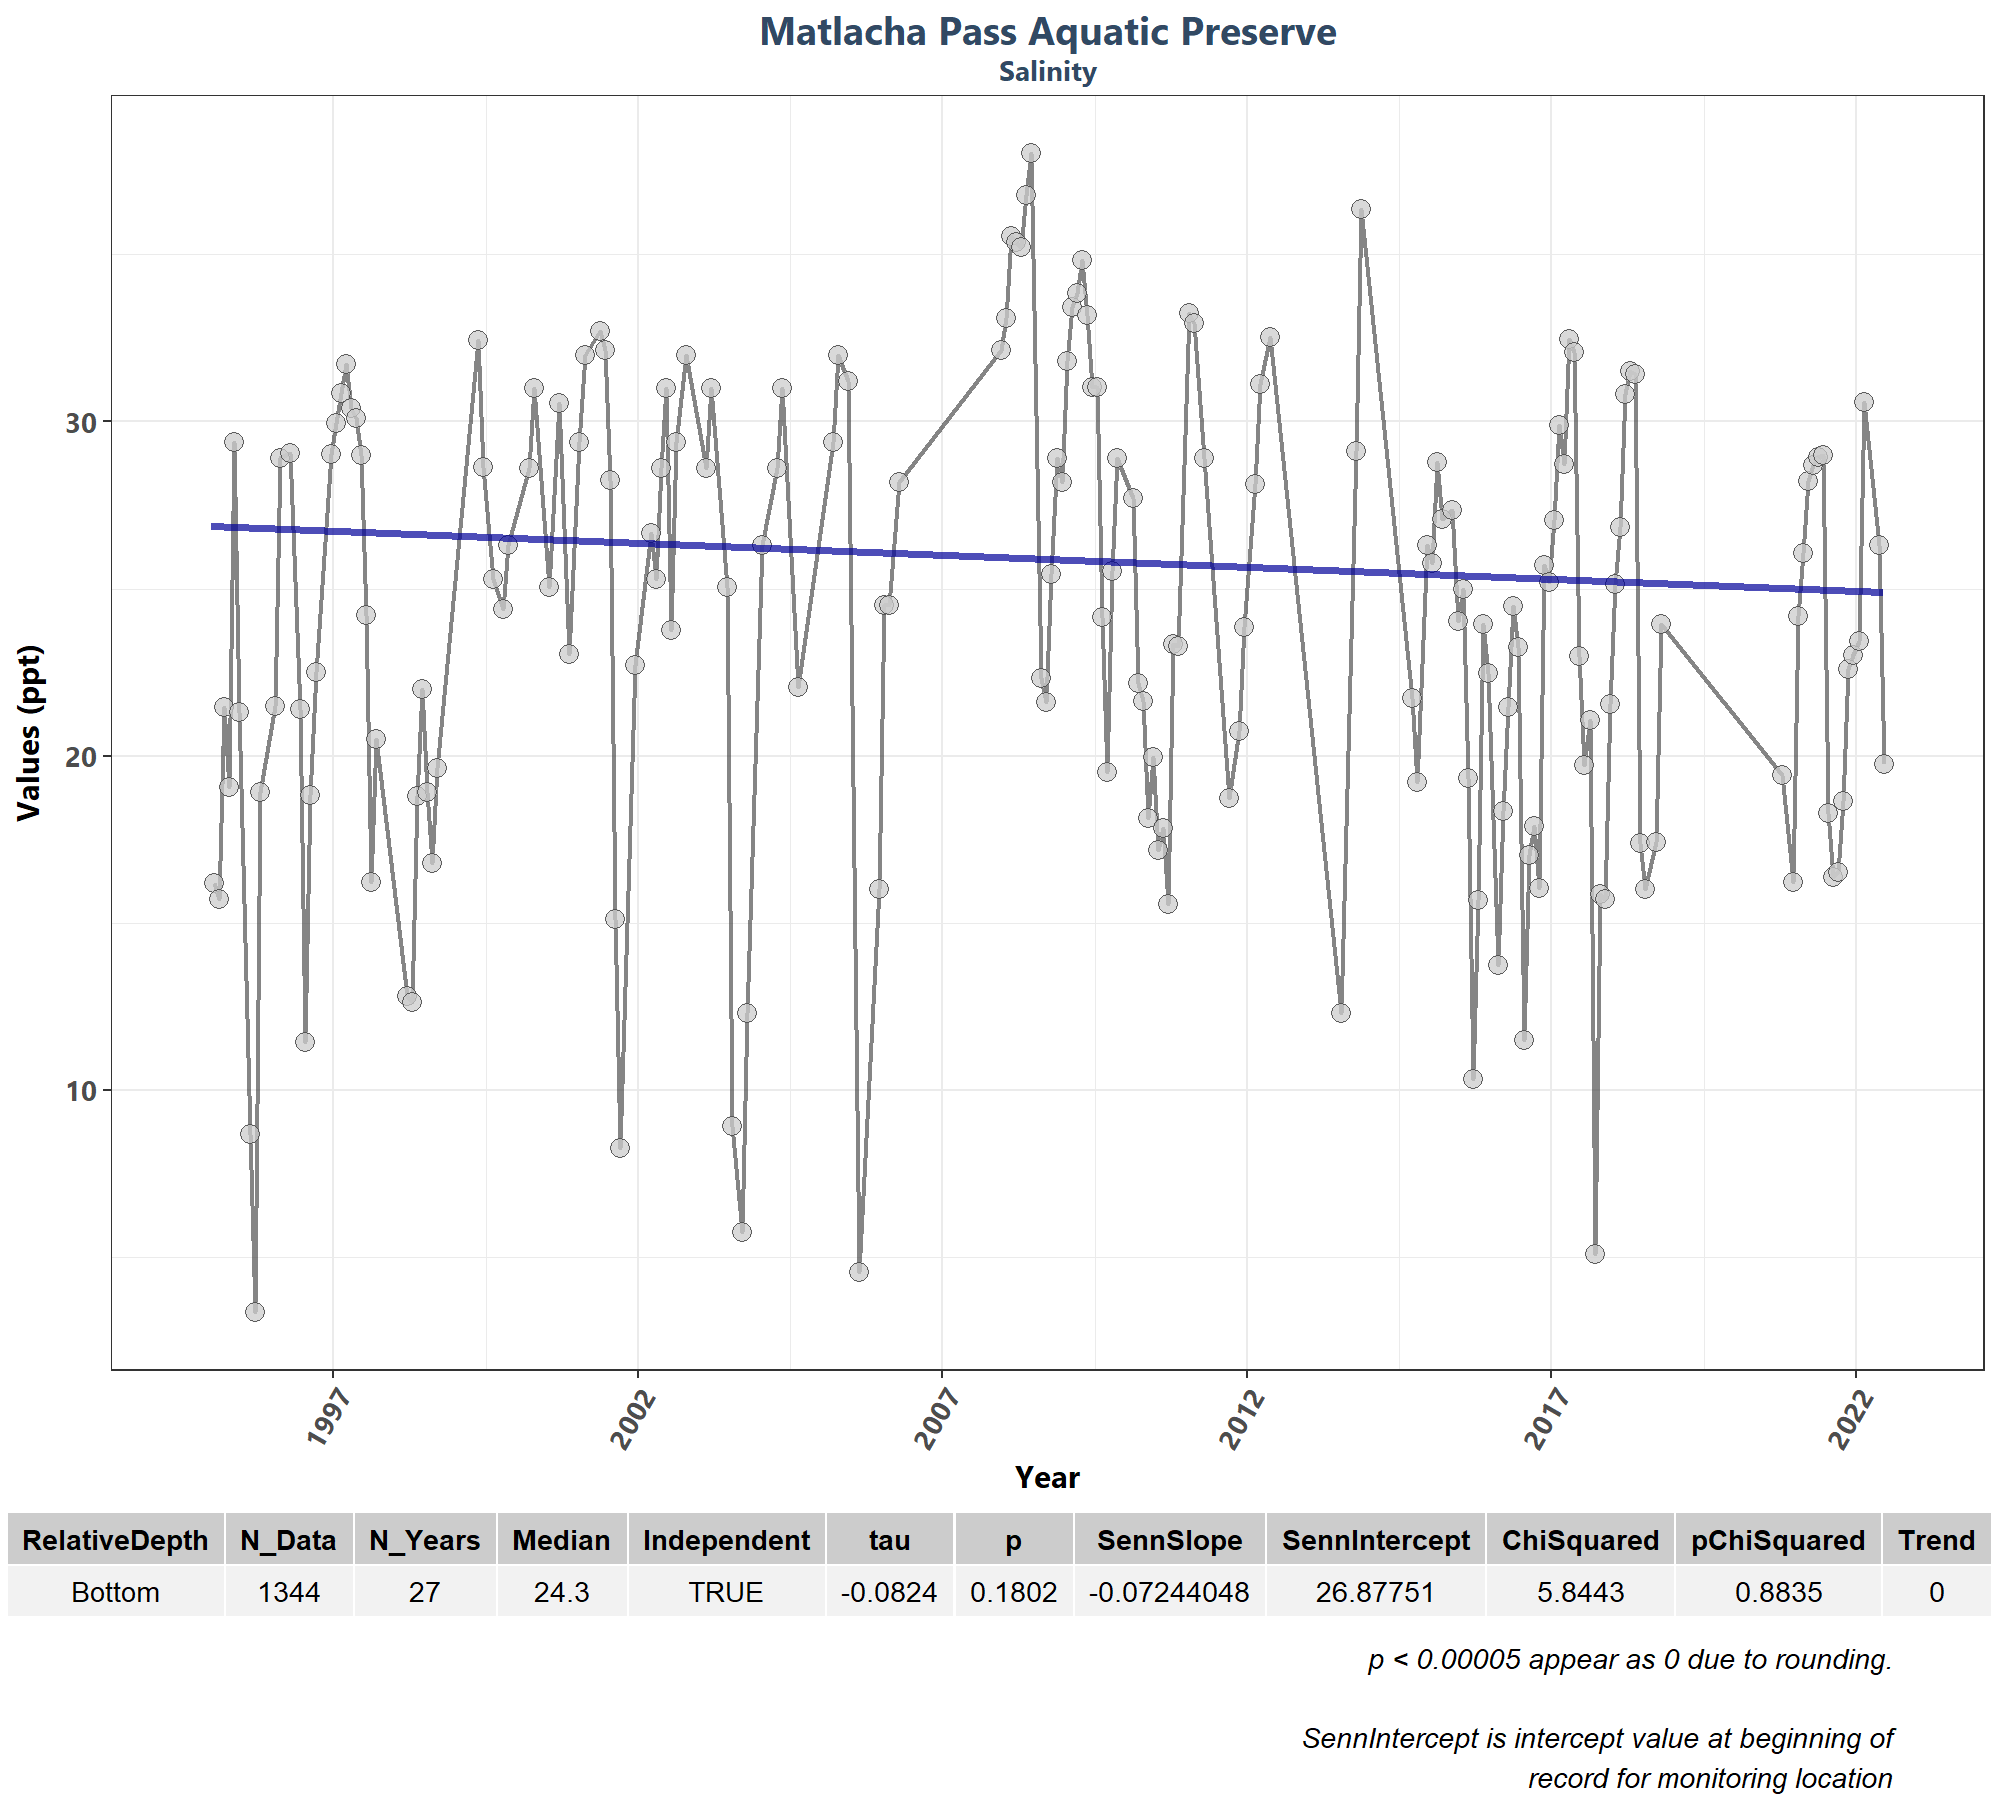 Matlacha Pass Aquatic Preserve
Salinity
Values (ppt)
30
20
10
1997 2002 2007 2012 2017 2022
Year
RelativeDepth N_Data N_Years Median Independent tau p SennSlope SennIntercept ChiSquared pChiSquared Trend
Bottom 1344 27 24.3 TRUE -0.0824 0.1802 -0.07244048 26.87751 5.8443 0.8835 0
p < 0.00005 appear as 0 due to rounding.
SennIntercept is intercept value at beginning of
record for monitoring location